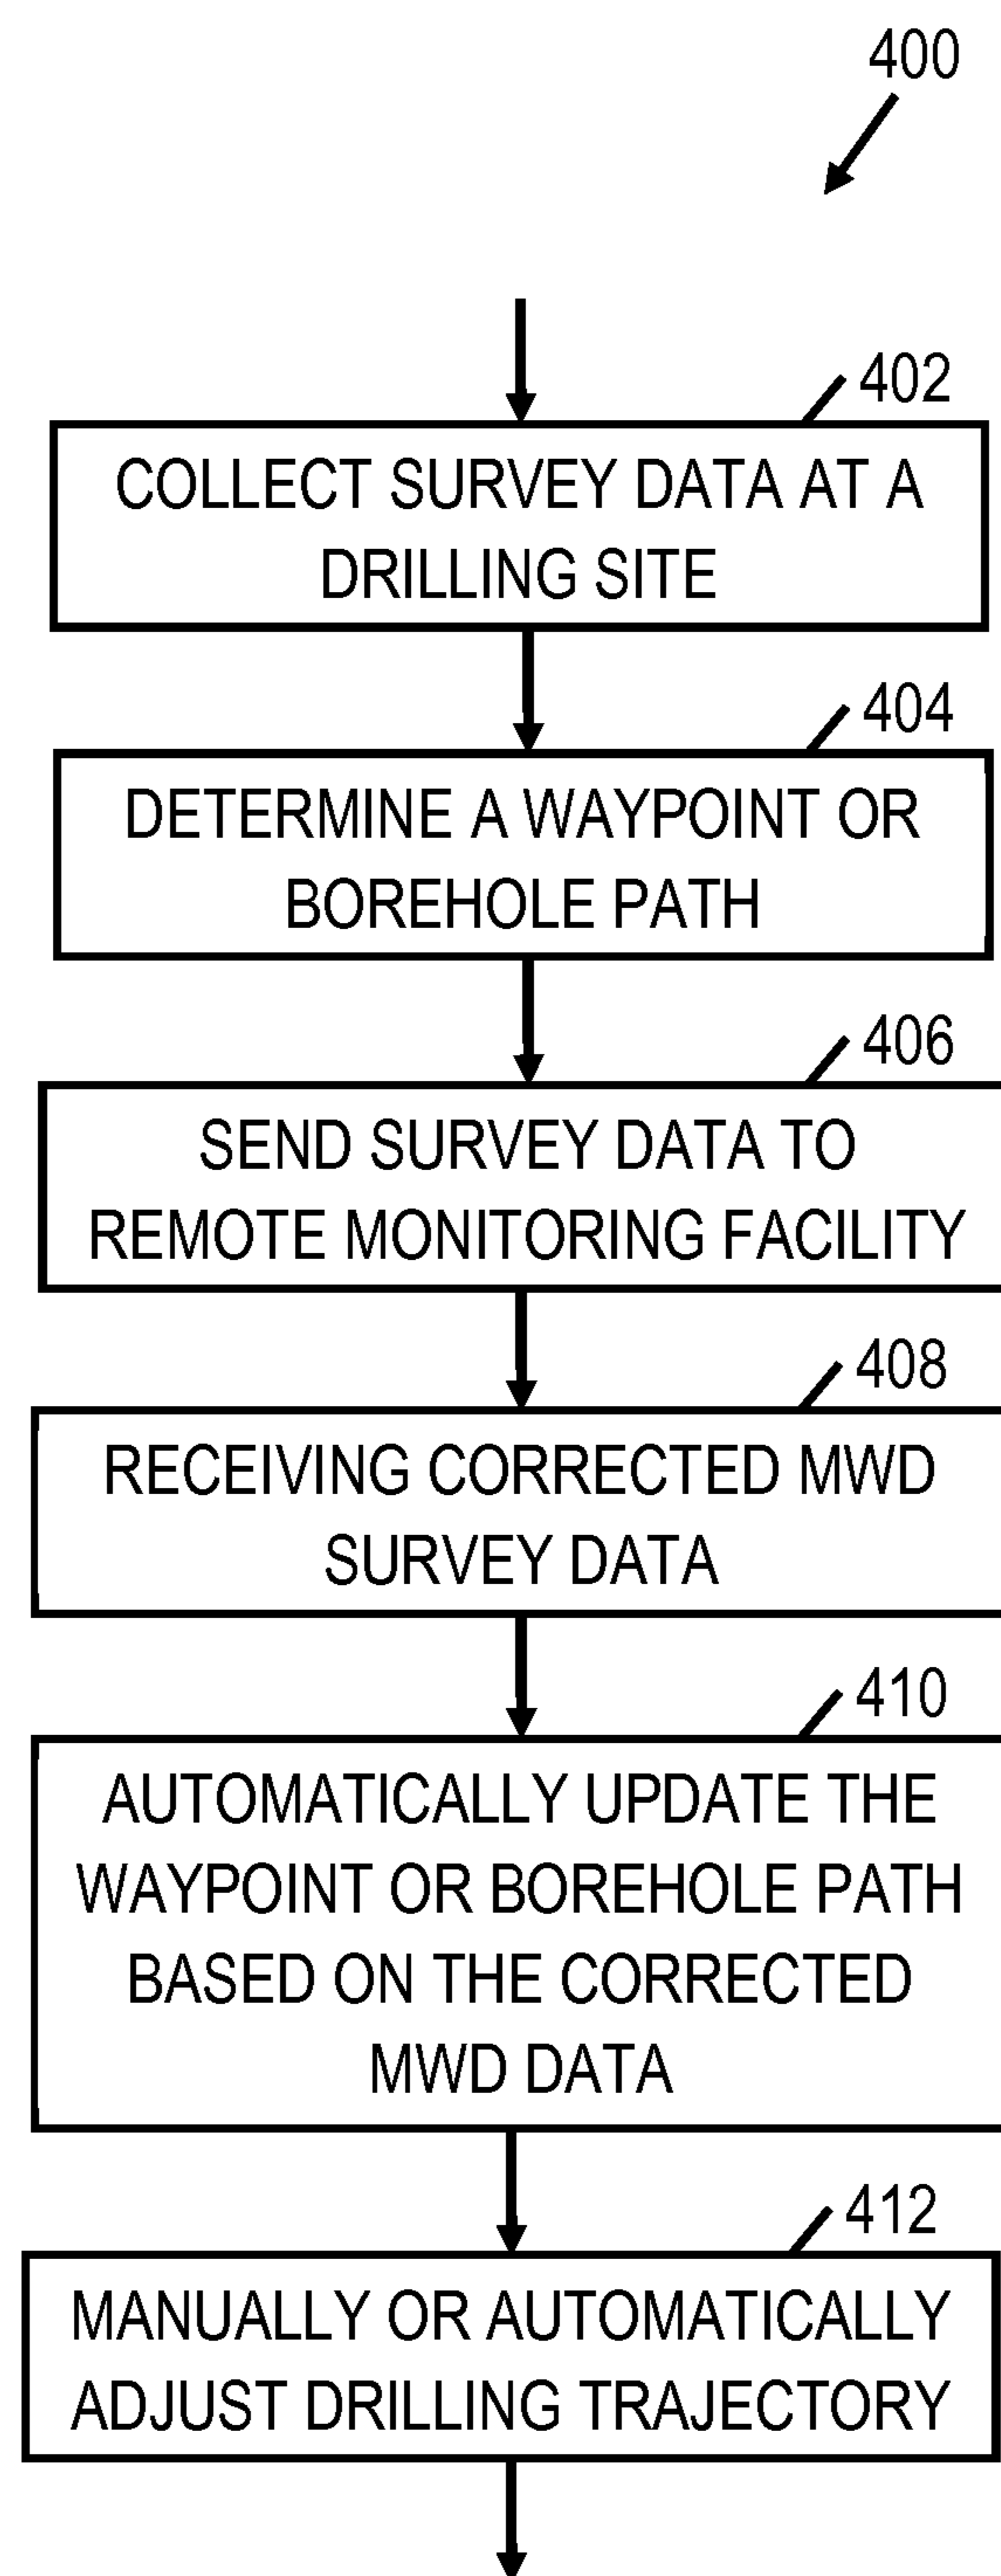 400
402
COLLECT SURVEY DATA AT A
DRILLING SITE
404
DETERMINE A WAYPOINT OR
BOREHOLE PATH
406
SEND SURVEY DATA TO
REMOTE MONITORING FACILITY
408
RECEIVING CORRECTED MWD
SURVEY DATA
410
AUTOMATICALLY UPDATE THE
WAYPOINT OR BOREHOLE PATH
BASED ON THE CORRECTED
MWD DATA
412
MANUALLY OR AUTOMATICALLY
ADJUST DRILLING TRAJECTORY